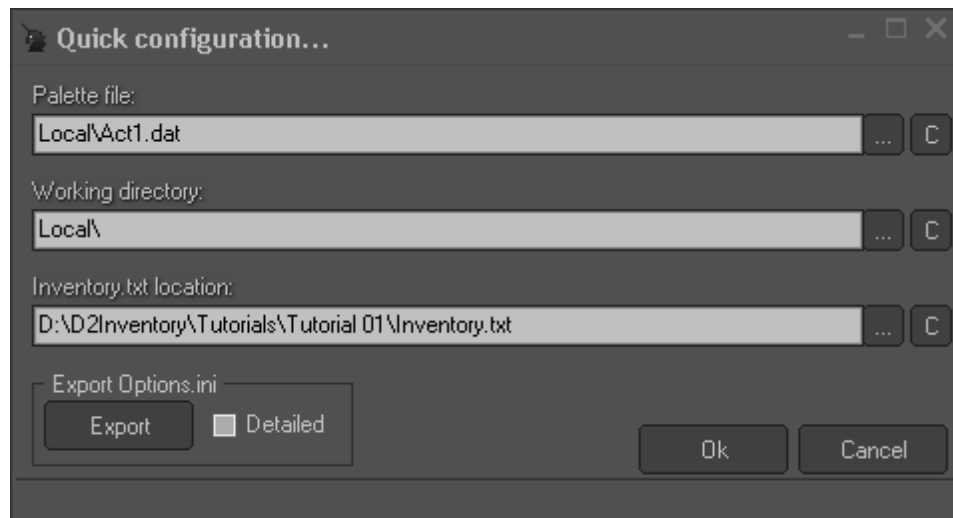 Quick configuration...
Palette file:
Local\Act1.dat
... C
Working directory:
Local\
... C
Inventory.txt location:
D:\D2Inventory\Tutorials\Tutorial 01\Inventory.txt
... C
Export Options.ini
Export Detailed
Ok Cancel